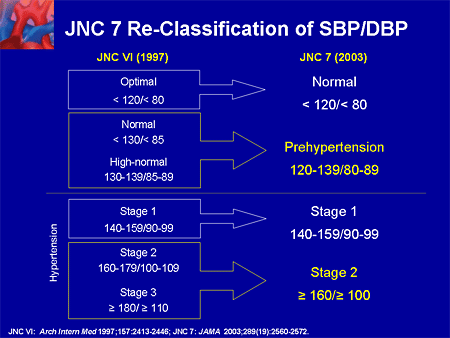 JNC 7 Re-Classification of SBP/DBP
JNC VI (1997)
JNC 7 (2003)
Optimal
< 120/< 80
Normal
< 120/< 80
Normal
< 130/< 85
High-normal
130-139/85-89
Prehypertension
120-139/80-89
Hypertension
Stage 1
140-159/90-99
Stage 1
140-159/90-99
Stage 2
160-179/100-109
Stage 3
≥ 180/ ≥ 110
Stage 2
≥ 160/≥ 100
JNC VI: Arch Intern Med 1997;157:2413-2446; JNC 7: JAMA 2003;289(19):2560-2572.